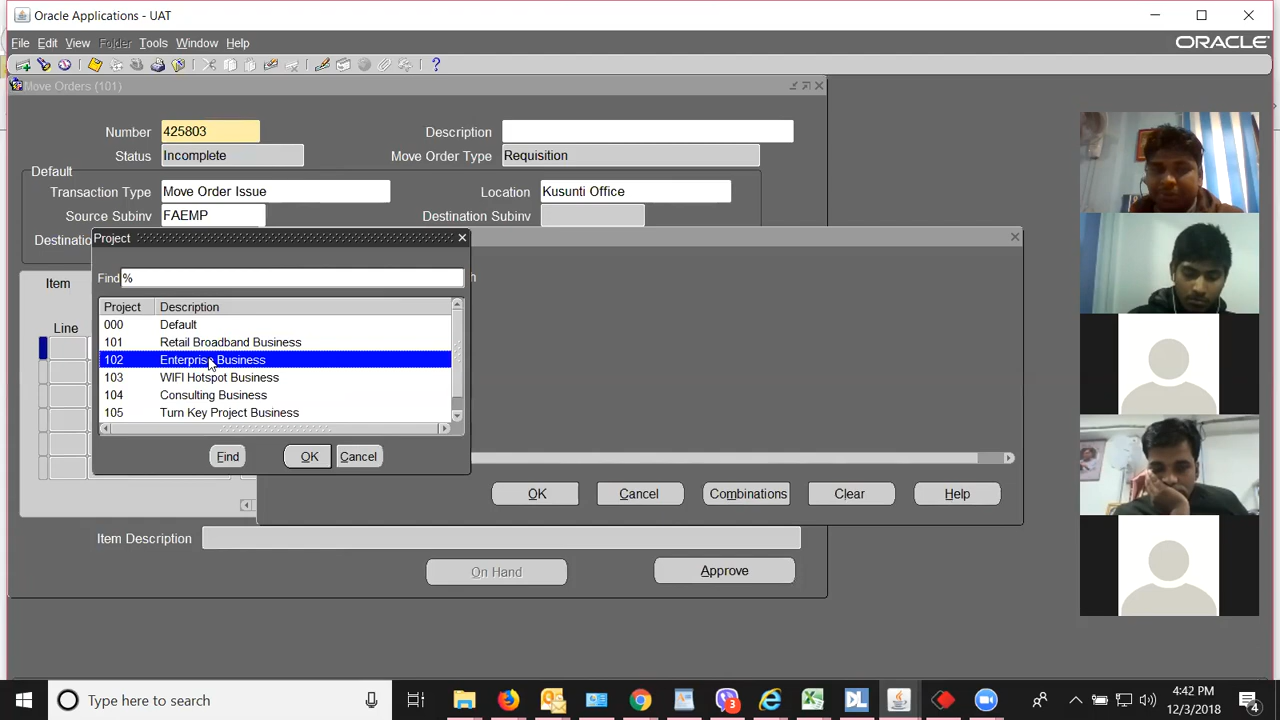 Oracle Applications - UAT
File Edit View Folder Tools Window Help
ORACLE
Move Orders (101)
Number 425803 Description
Status Incomplete Move Order Type Requisition
Default
Transaction Type Move Order Issue Location Kusunti Office
Source Subinv FAEMP Destination Subinv
Project
Find %
Item
Line
Project Description
000 Default
101 Retail Broadband Business
102 Enterprise Business
103 WIFI Hotspot Business
104 Consulting Business
105 Turn Key Project Business
Find OK Cancel
OK Cancel Combinations Clear Help
Item Description
On Hand Approve
Type here to search
3
4:42 PM
12/3/2018
4